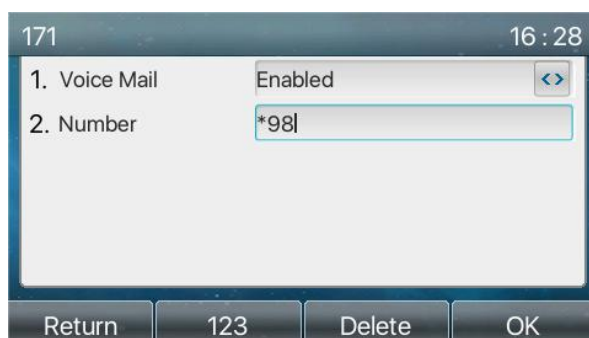 171 16:28
1. Voice Mail Enabled <>
2. Number *98
Return 123 Delete OK